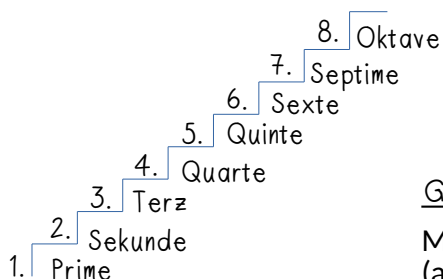 8. Oktave
7. Septime
6. Sexte
5. Quinte
4. Quarte
3. Terz
2. Sekunde
1. Prime
G
M
(a